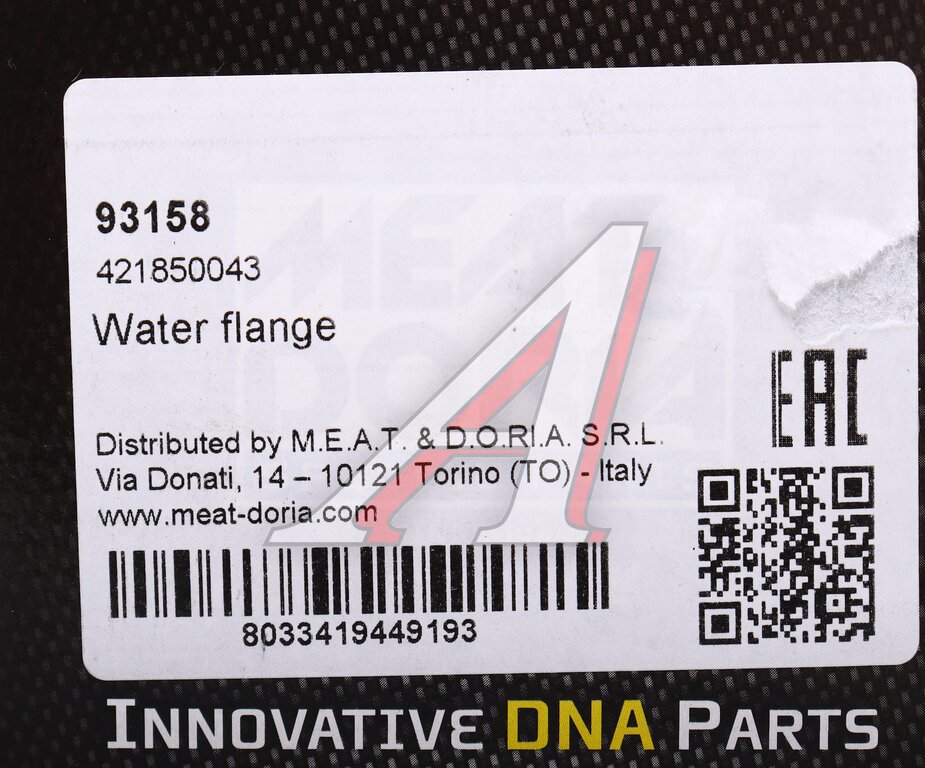 93158
421850043
Water flange
EAC
Distributed by M.E.A.T. & D.O.RI.A. S.R.L.
Via Donati, 14 – 10121 Torino (TO) - Italy
www.meat-doria.com
8033419449193
INNOVATIVE DNA PARTS